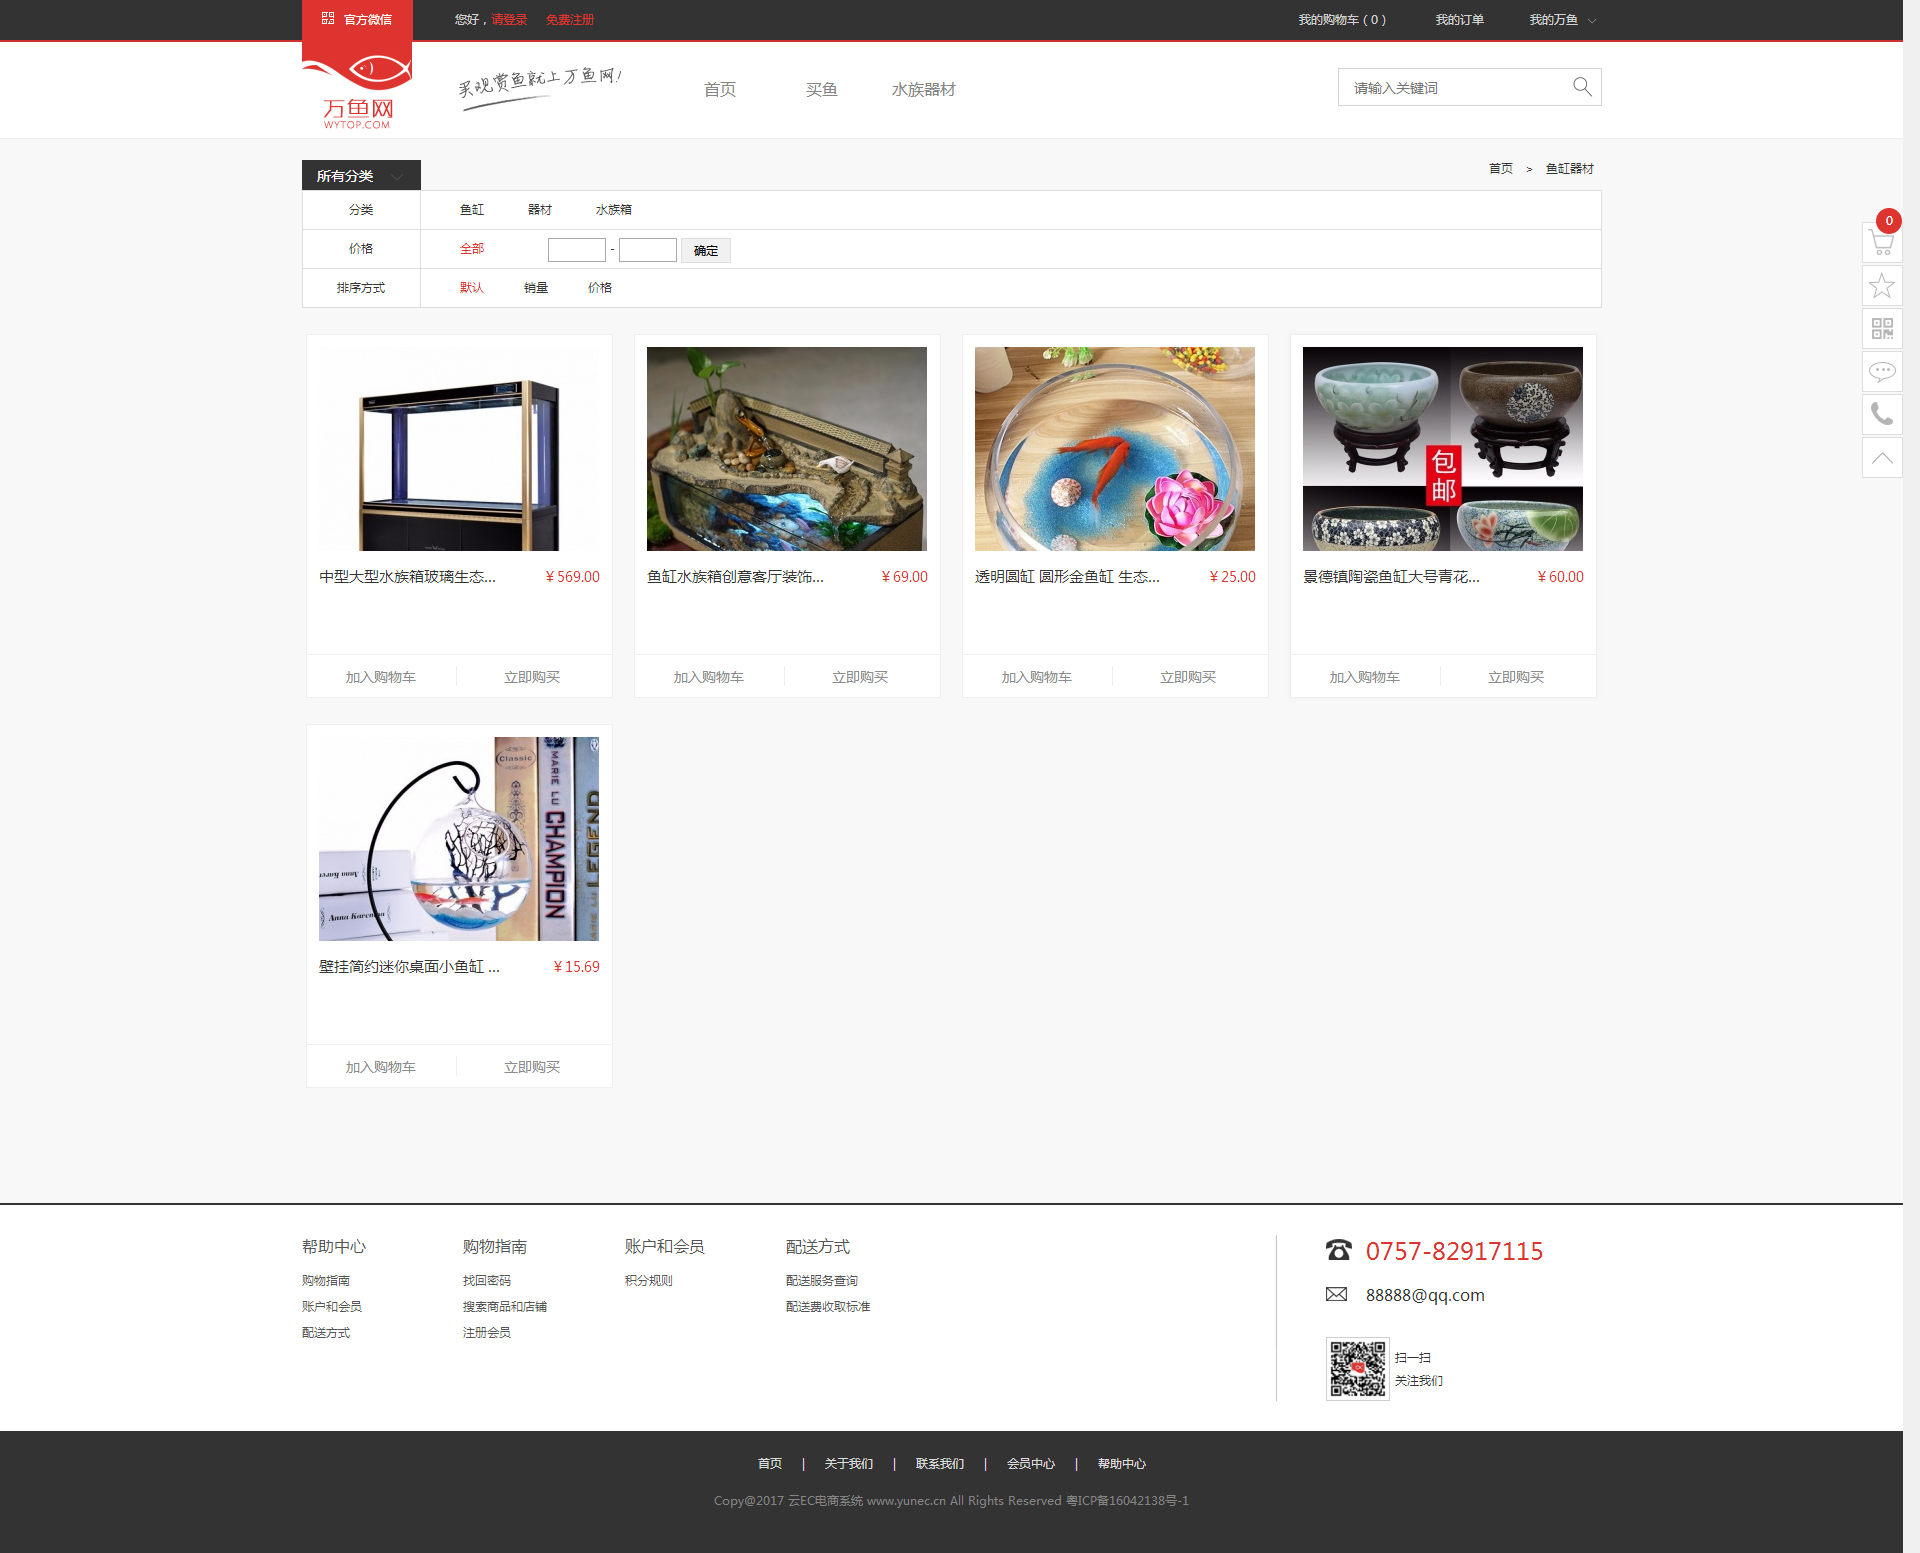 官方微信
您好，请登录 免费注册
我的购物车 ( 0 ) 我的订单 我的万鱼
万鱼网
WYTOP.COM
买观赏鱼就上万鱼网！
首页 买鱼 水族器材
请输入关键词
首页 > 鱼缸器材
所有分类
分类 鱼缸 器材 水族箱
价格 全部 - 确定
排序方式 默认 销量 价格
0
包邮
中型大型水族箱玻璃生态... ¥ 569.00
鱼缸水族箱创意客厅装饰... ¥ 69.00
透明圆缸 圆形金鱼缸 生态... ¥ 25.00
景德镇陶瓷鱼缸大号青花... ¥ 60.00
加入购物车 立即购买
加入购物车 立即购买
加入购物车 立即购买
加入购物车 立即购买
Classic
MARIE LU
CHAMPION
LEGEND
MARIE LU
Anna Karenina
壁挂简约迷你桌面小鱼缸 ... ¥ 15.69
加入购物车 立即购买
帮助中心 购物指南 账户和会员 配送方式
购物指南 找回密码 积分规则 配送服务查询
账户和会员 搜索商品和店铺 配送费收取标准
配送方式 注册会员
0757-82917115
88888@qq.com
扫一扫
关注我们
首页 | 关于我们 | 联系我们 | 会员中心 | 帮助中心
Copy@2017 云EC电商系统 www.yunec.cn All Rights Reserved 粤ICP备16042138号-1